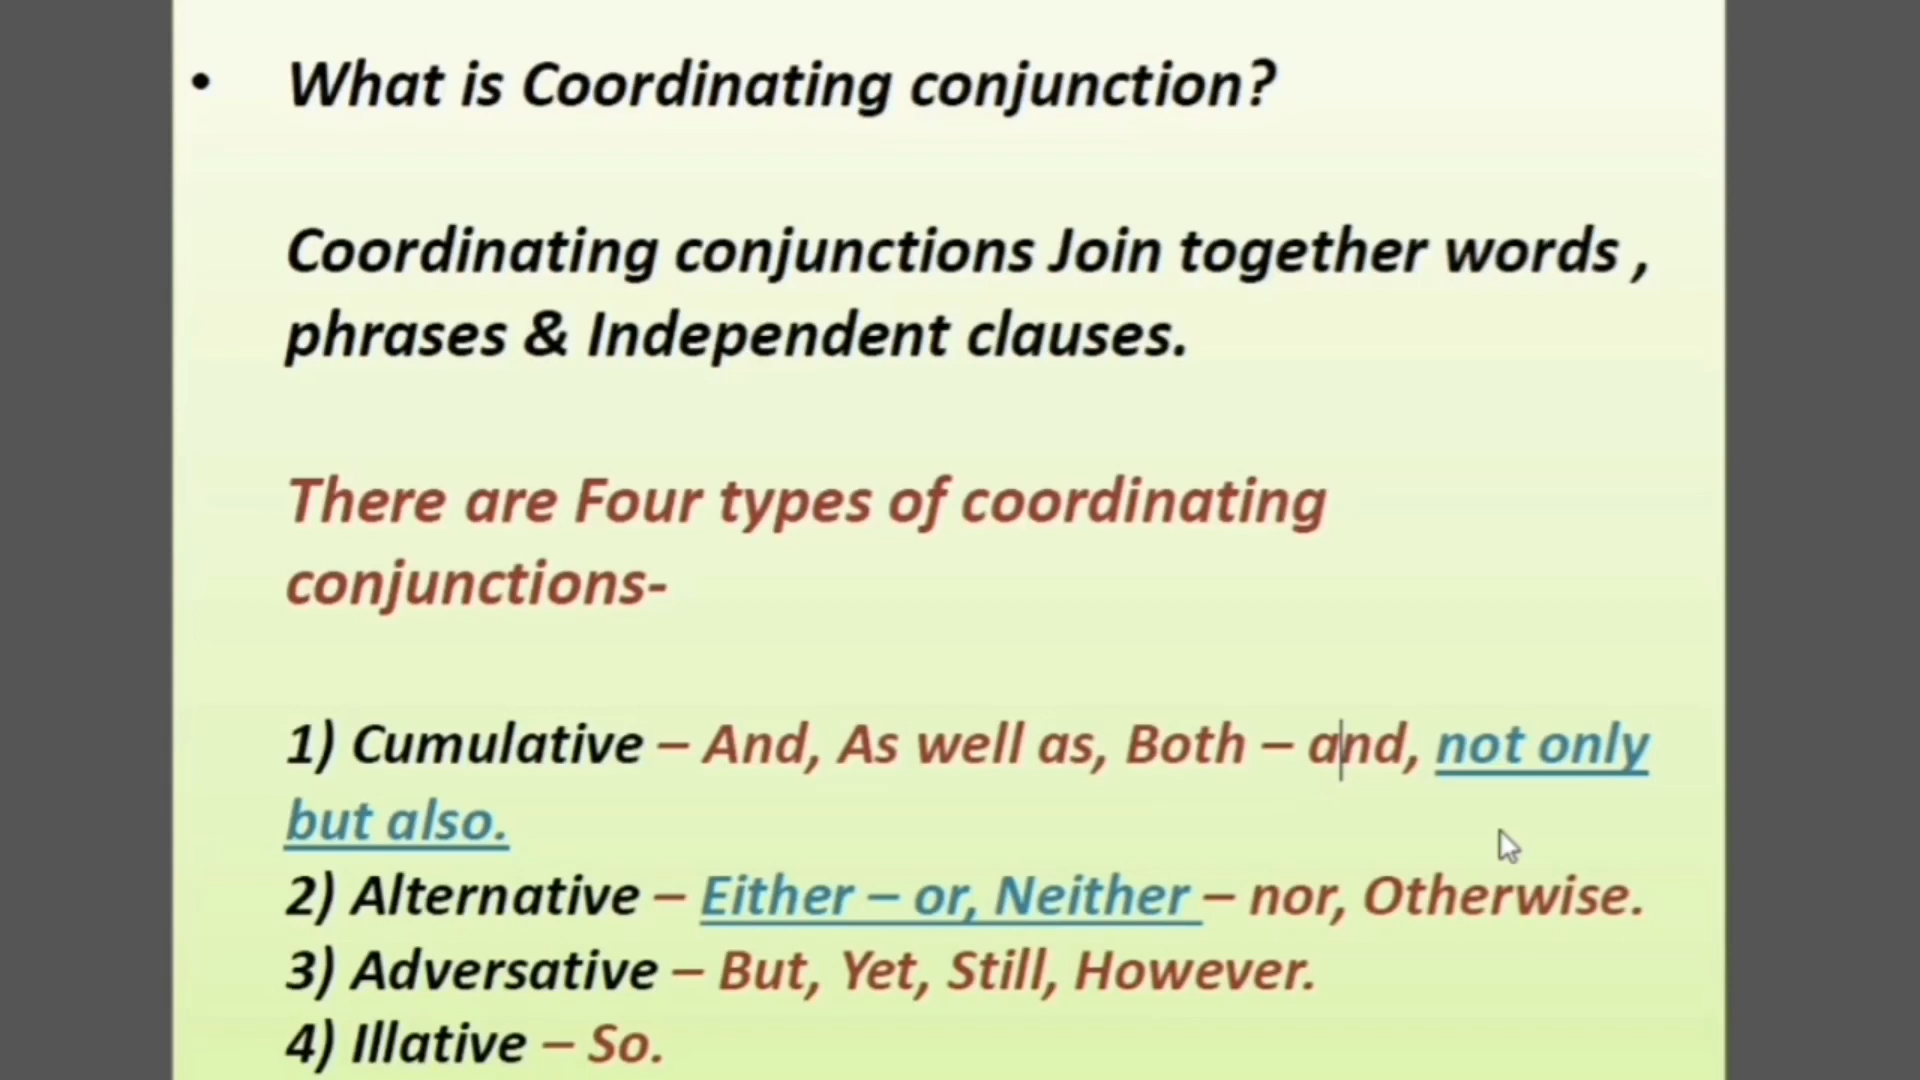 • What is Coordinating conjunction?
Coordinating conjunctions Join together words ,
phrases & Independent clauses.
There are Four types of coordinating
conjunctions-
1) Cumulative – And, As well as, Both – and, not only
but also.
2) Alternative – Either – or, Neither – nor, Otherwise.
3) Adversative – But, Yet, Still, However.
4) Illative – So.